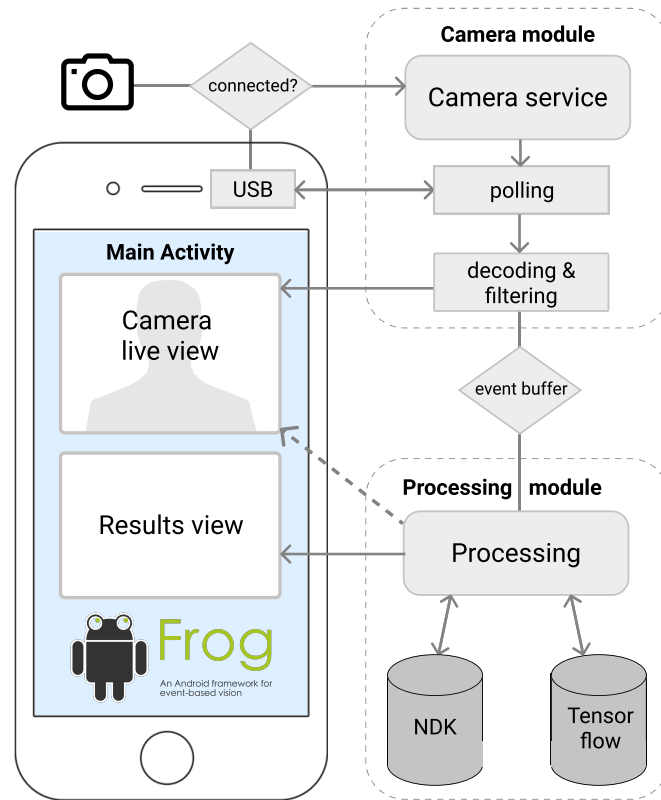 Camera module
connected?
Camera service
USB
polling
Main Activity
decoding &
filtering
Camera
live view
event buffer
Processing module
Results view
Processing
Frog
An Android framework for
event-based vision
NDK
Tensor
flow